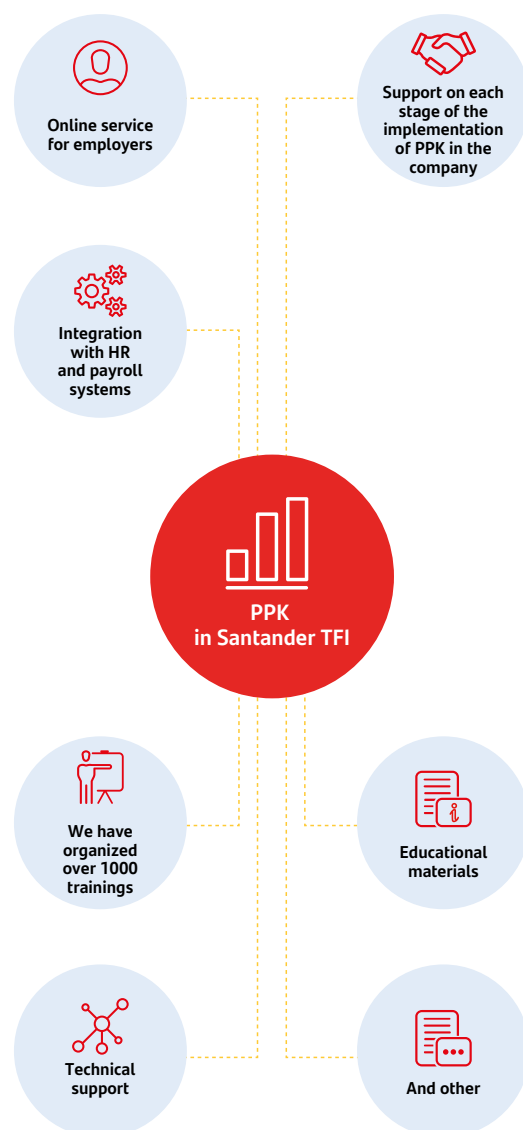 Online service
for employers
Support on each
stage of the
implementation
of PPK in the
company
Integration
with HR
and payroll
systems
PPK
in Santander TFI
We have
organized
over 1000
trainings
Educational
materials
Technical
support
And other